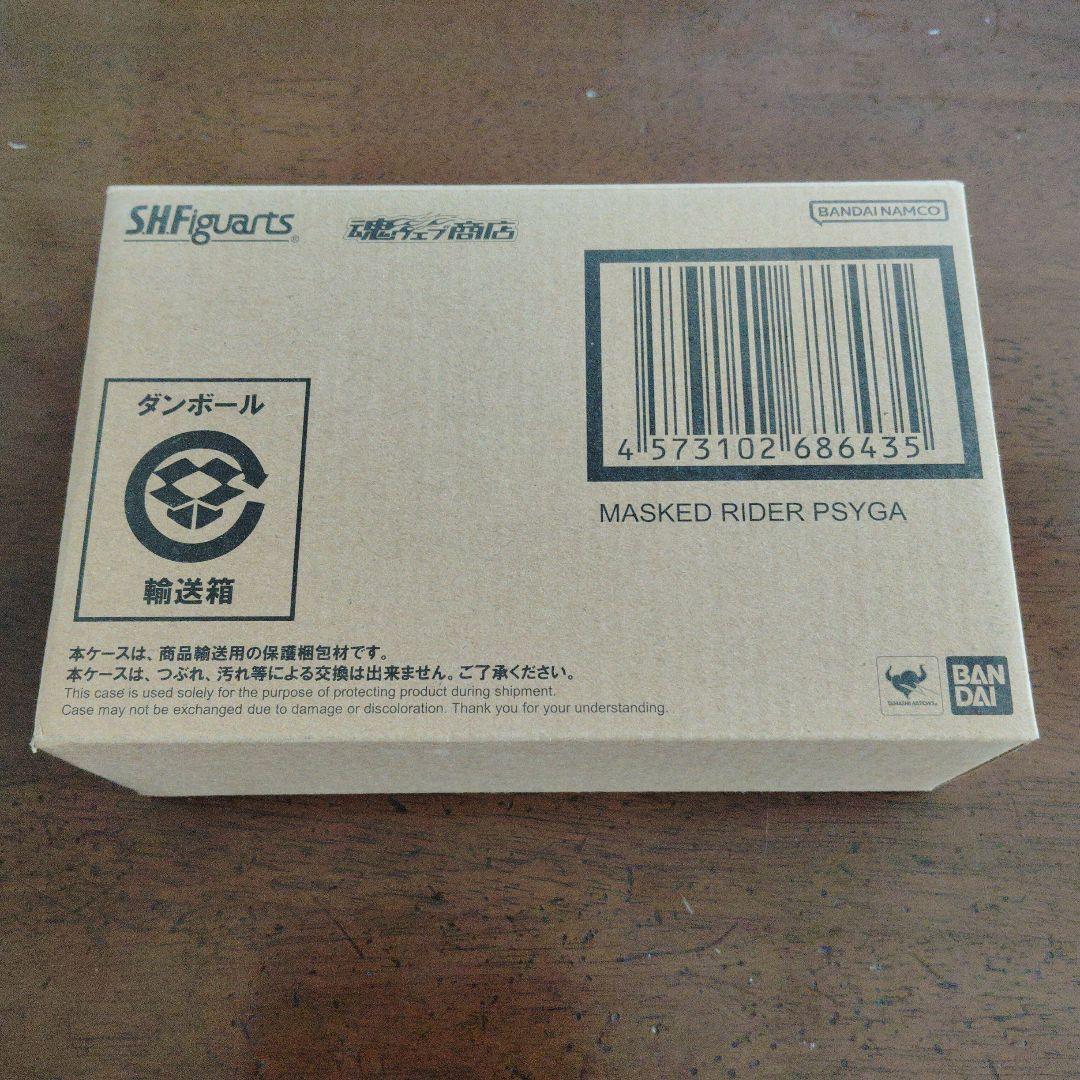 S.H.Figuarts®
魂ウェブ商店
BANDAI NAMCO
4 573102 686435
MASKED RIDER PSYGA
ダンボール
輸送箱
本ケースは、商品輸送用の保護梱包材です。
本ケースは、つぶれ、汚れ等による交換は出来ません。ご了承ください。
This case is used solely for the purpose of protecting product during shipment.
Case may not be exchanged due to damage or discoloration. Thank you for your understanding.
TAMASHII NATIONS
BAN
DAI